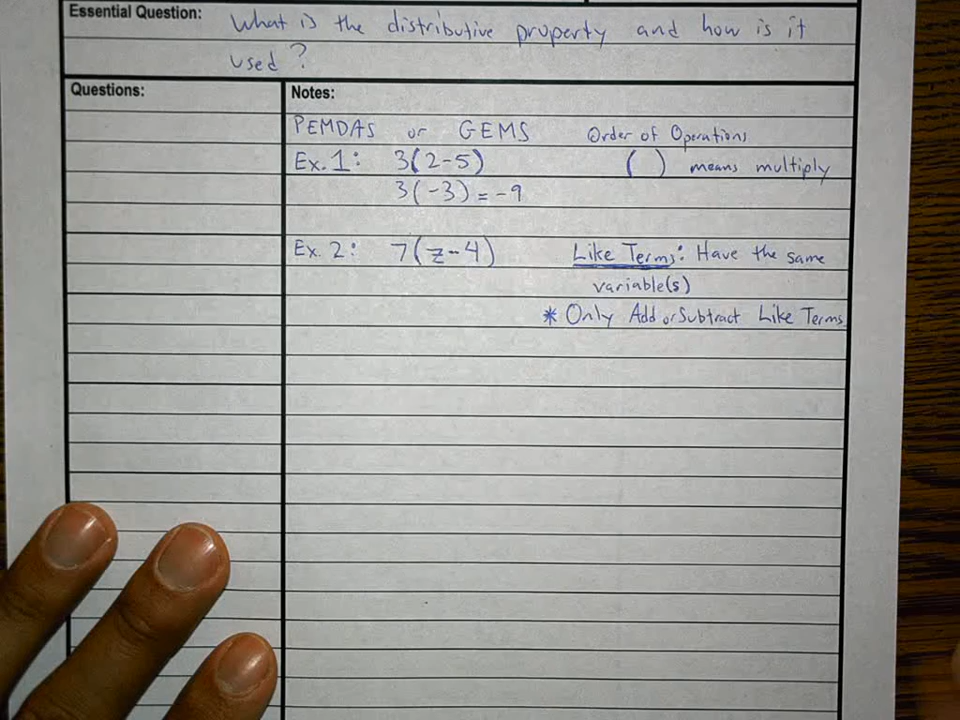 Essential Question: What is the distributive property and how is it
used?
Questions:
Notes:
PEMDAS or GEMS Order of Operations
Ex. 1: 3(2-5) ( ) means multiply
3(-3) = -9
Ex. 2: 7(z-4) Like Terms: Have the same
variable(s)
* Only Add or Subtract Like Terms